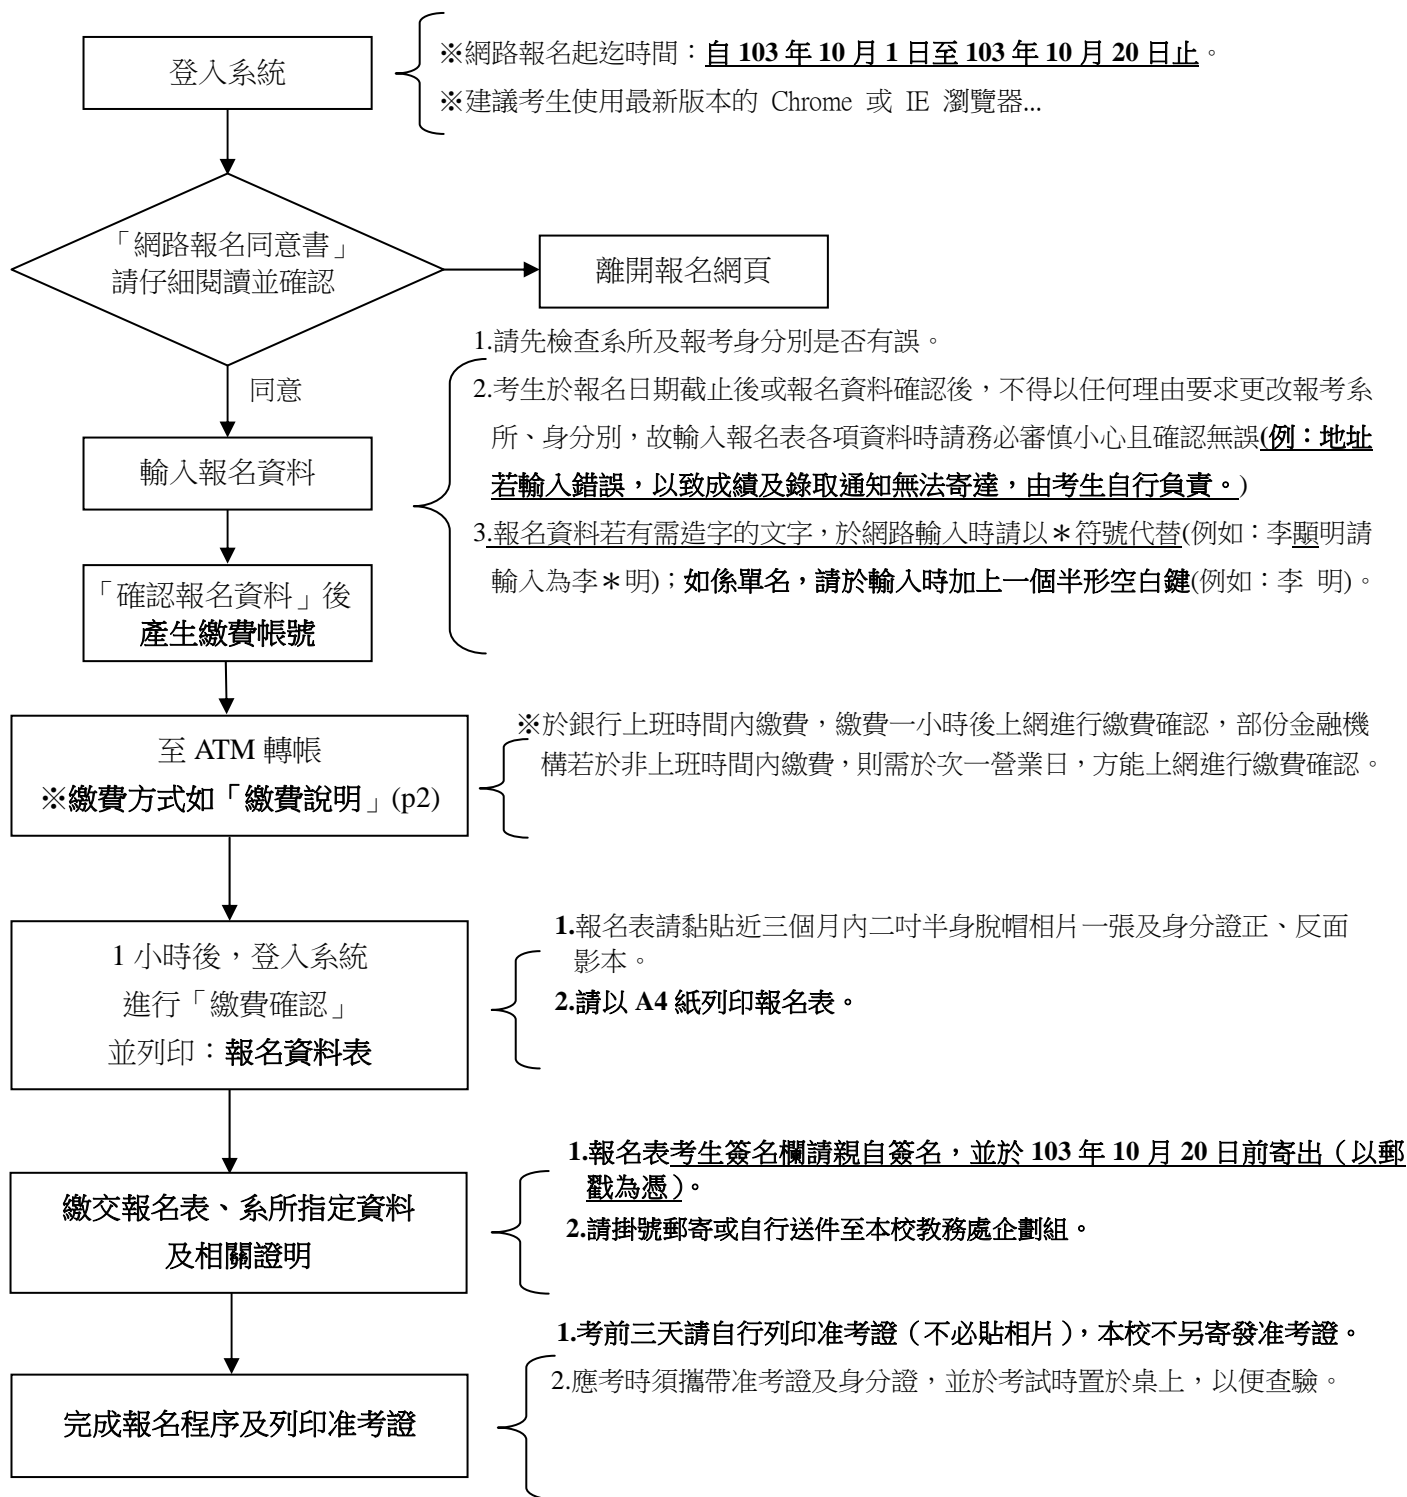 登入系統
※網路報名起迄時間：自 103 年 10 月 1 日至 103 年 10 月 20 日止。
※建議考生使用最新版本的 Chrome 或 IE 瀏覽器...
「網路報名同意書」
請仔細閱讀並確認
離開報名網頁
同意
1.請先檢查系所及報考身分別是否有誤。
2.考生於報名日期截止後或報名資料確認後，不得以任何理由要求更改報考系
所、身分別，故輸入報名表各項資料時請務必審慎小心且確認無誤(例：地址
若輸入錯誤，以致成績及錄取通知無法寄達，由考生自行負責。)
3.報名資料若有需造字的文字，於網路輸入時請以＊符號代替(例如：李顯明請
輸入為李＊明)；如係單名，請於輸入時加上一個半形空白鍵(例如：李 明)。
輸入報名資料
「確認報名資料」後
產生繳費帳號
至 ATM 轉帳
※繳費方式如「繳費說明」(p2)
※於銀行上班時間內繳費，繳費一小時後上網進行繳費確認，部份金融機
構若於非上班時間內繳費，則需於次一營業日，方能上網進行繳費確認。
1 小時後，登入系統
進行「繳費確認」
並列印：報名資料表
1.報名表請黏貼近三個月內二吋半身脫帽相片一張及身分證正、反面
影本。
2.請以 A4 紙列印報名表。
繳交報名表、系所指定資料
及相關證明
1.報名表考生簽名欄請親自簽名，並於 103 年 10 月 20 日前寄出（以郵
戳為憑）。
2.請掛號郵寄或自行送件至本校教務處企劃組。
完成報名程序及列印准考證
1.考前三天請自行列印准考證（不必貼相片），本校不另寄發准考證。
2.應考時須攜帶准考證及身分證，並於考試時置於桌上，以便查驗。